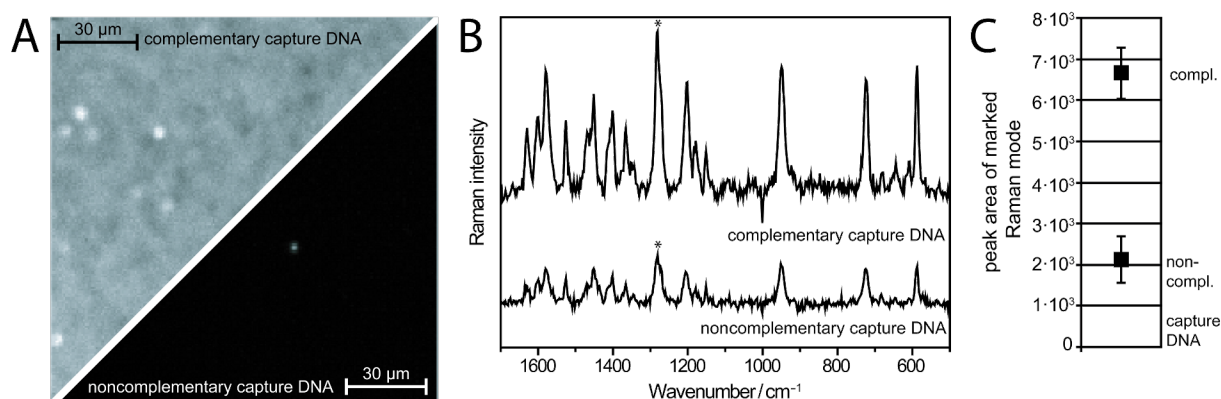 A
30 µm
complementary capture DNA
noncomplementary capture DNA
30 µm
B
Raman intensity
*
complementary capture DNA
*
noncomplementary capture DNA
1600 1400 1200 1000 800 600
Wavenumber / cm⁻¹
C
peak area of marked
Raman mode
8·10³
7·10³
6·10³
5·10³
4·10³
3·10³
2·10³
1·10³
0
compl.
non-
compl.
capture
DNA